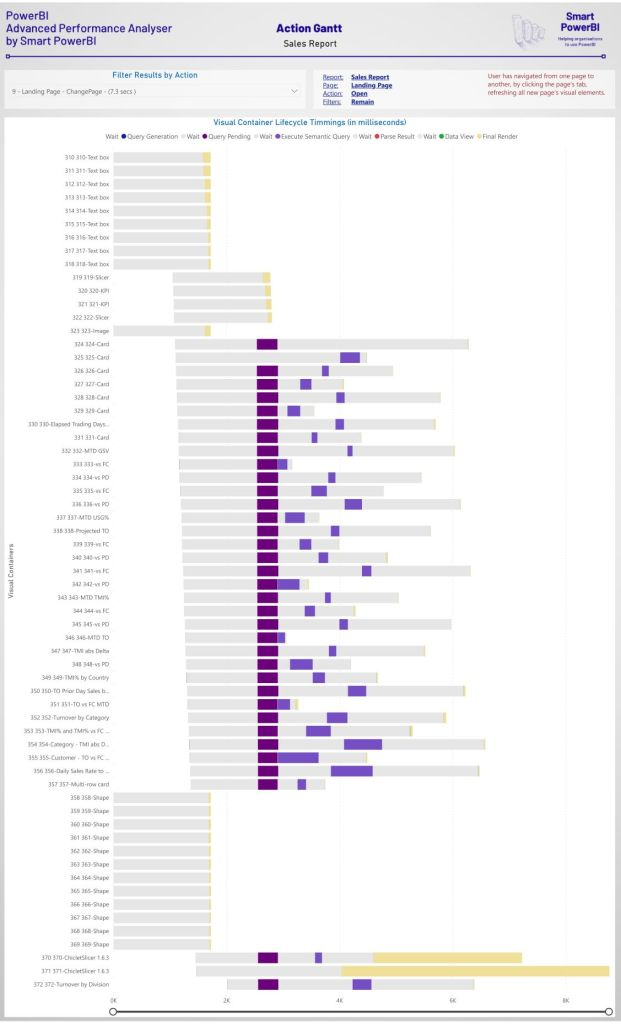 PowerBI
Advanced Performance Analyser
by Smart PowerBI
Action Gantt
Sales Report
Smart
PowerBI
Helping organisations
to use PowerBI
Filter Results by Action
9 - Landing Page - ChangePage - (7.3 secs )
Report: Sales Report
Page: Landing Page
Action: Open
Filters: Remain
User has navigated from one page to
another, by clicking the page's tab,
refreshing all new page's visual elements.
Visual Container Lifecycle Timmings (in milliseconds)
Wait Query Generation Wait Query Pending Wait Execute Semantic Query Wait Parse Result Wait Data View Final Render
Visual Containers
310 310-Text box
311 311-Text box
312 312-Text box
313 313-Text box
314 314-Text box
315 315-Text box
316 316-Text box
317 317-Text box
318 318-Text box
319 319-Slicer
320 320-KPI
321 321-KPI
322 322-Slicer
323 323-Image
324 324-Card
325 325-Card
326 326-Card
327 327-Card
328 328-Card
329 329-Card
330 330-Elapsed Trading Days...
331 331-Card
332 332-MTD GSV
333 333-vs FC
334 334-vs PD
335 335-vs FC
336 336-vs PD
337 337-MTD USG%
338 338-Projected TO
339 339-vs FC
340 340-vs PD
341 341-vs FC
342 342-vs PD
343 343-MTD TMI%
344 344-vs FC
345 345-vs PD
346 346-MTD TO
347 347-TMI abs Delta
348 348-vs PD
349 349-TMI% by Country
350 350-TO Prior Day Sales b...
351 351-TO vs FC MTD
352 352-Turnover by Category
353 353-TMI% and TMI% vs FC ...
354 354-Category - TMI abs D...
355 355-Customer - TO vs FC ...
356 356-Daily Sales Rate to ...
357 357-Multi-row card
358 358-Shape
359 359-Shape
360 360-Shape
361 361-Shape
362 362-Shape
363 363-Shape
364 364-Shape
365 365-Shape
366 366-Shape
367 367-Shape
368 368-Shape
369 369-Shape
370 370-ChicletSlicer 1.6.3
371 371-ChicletSlicer 1.6.3
372 372-Turnover by Division
0K 2K 4K 6K 8K